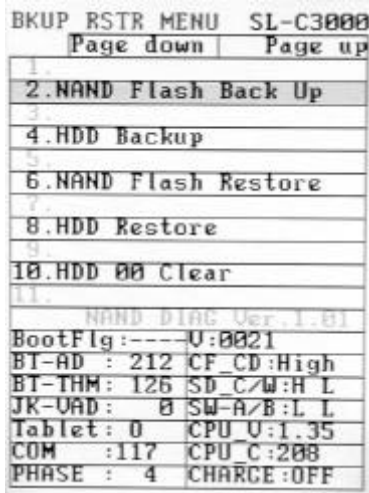 BKUP RSTR MENU SL-C3000
Page down Page up
1.
2.NAND Flash Back Up
3.
4.HDD Backup
5.
6.NAND Flash Restore
7.
8.HDD Restore
9.
10.HDD 00 Clear
11.
NAND DIAG Ver.1.01
BootFlg:----V:0021
BT-AD : 212 CF_CD:High
BT-THM: 126 SD_C/W:H L
JK-VAD: 0 SW-A/B:L L
Tablet: 0 CPU_V:1.35
COM :117 CPU_C:208
PHASE : 4 CHARGE:OFF